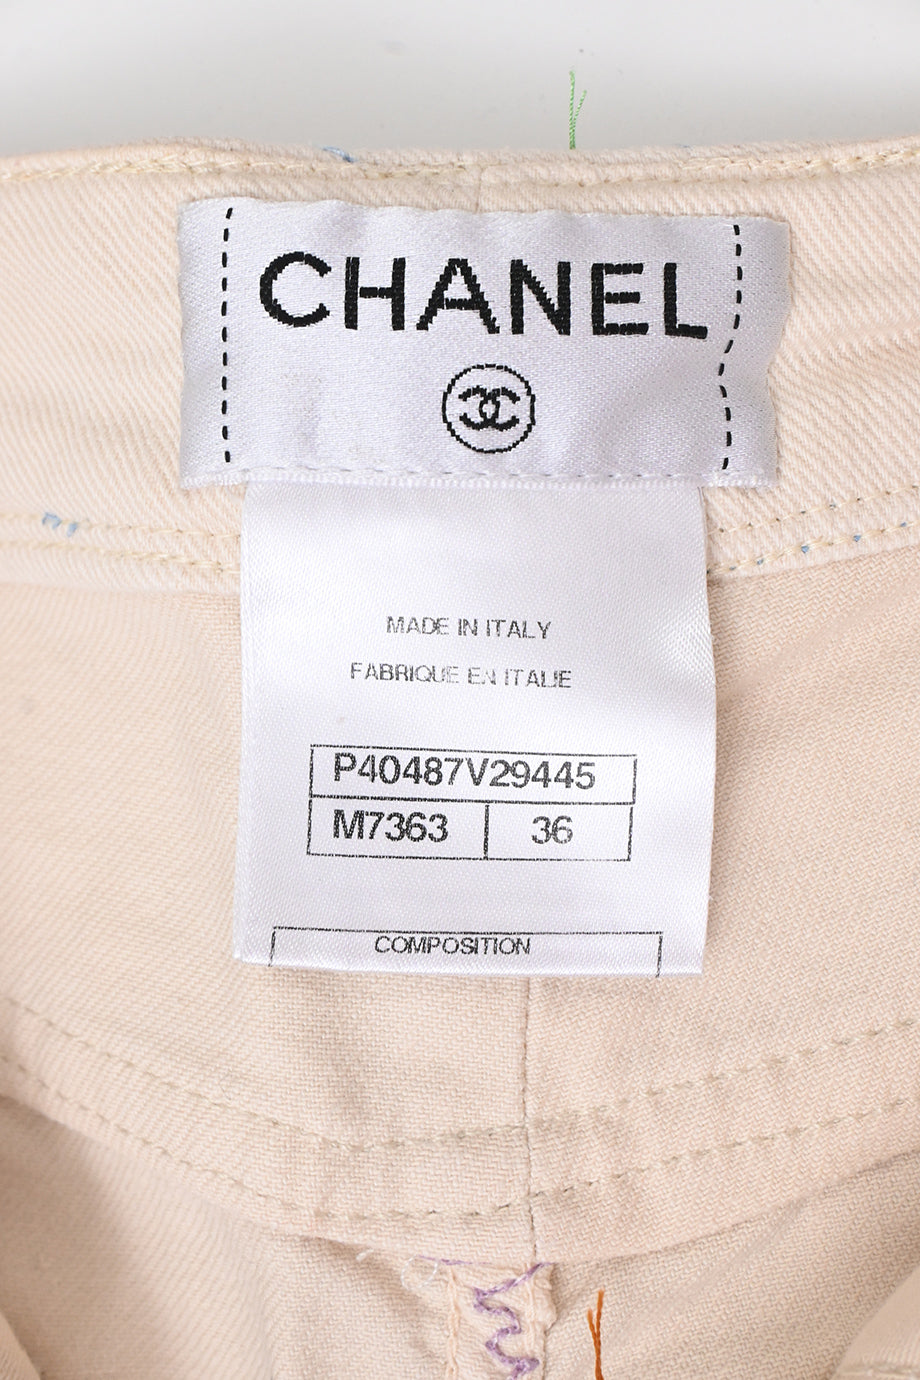 CHANEL
MADE IN ITALY
FABRIQUE EN ITALIE
P40487V29445
M7363 36
COMPOSITION